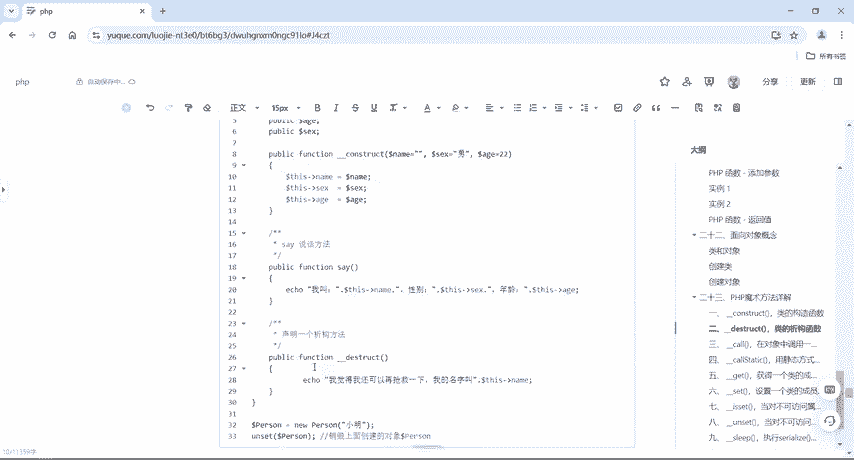 php
yuque.com/luojie-nt3e0/bt6bg3/dwuhgnxm0ngc91lo#J4czt
所有书签
php
自动保存中...
分享
更新
正文
15px
大纲
5 public $age;
6 public $sex;
7
8 public function __construct($name="", $sex="男", $age=22)
9 {
10 $this->name = $name;
11 $this->sex = $sex;
12 $this->age = $age;
13 }
14
15 /**
16 * say 说话方法
17 */
18 public function say()
19 {
20 echo "我叫：".$this->name.", 性别：".$this->sex.", 年龄：".$this->age;
21 }
22
23 /**
24 * 声明一个析构方法
25 */
26 public function __destruct()
27 {
28 echo "我觉得我还可以再抢救一下，我的名字叫".$this->name;
29 }
30 }
31
32 $Person = new Person("小明");
33 unset($Person); //销毁上面创建的对象$Person
PHP 函数 - 添加参数
实例 1
实例 2
PHP 函数 - 返回值
二十二、面向对象概念
类和对象
创建类
创建对象
二十三、PHP魔术方法详解
一、 __construct()，类的构造函数
二、__destruct()，类的析构函数
三、 __call()，在对象中调用一...
四、 __callStatic()，用静态方式...
五、 __get()，获得一个类的成...
六、 __set()，设置一个类的成员...
七、 __isset()，当对不可访问属...
八、 __unset()，当对不可访问...
九、 __sleep()，执行serialize()...